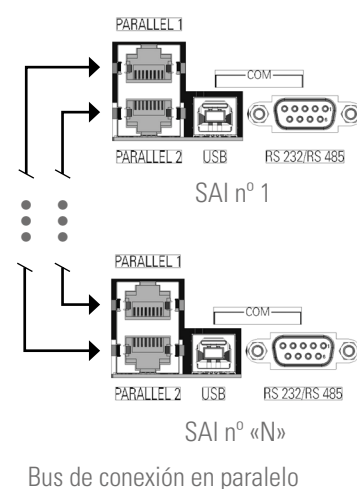 PARALLEL 1
COM
PARALLEL 2 USB RS 232/RS 485
SAI nº 1
PARALLEL 1
COM
PARALLEL 2 USB RS 232/RS 485
SAI nº «N»
Bus de conexión en paralelo